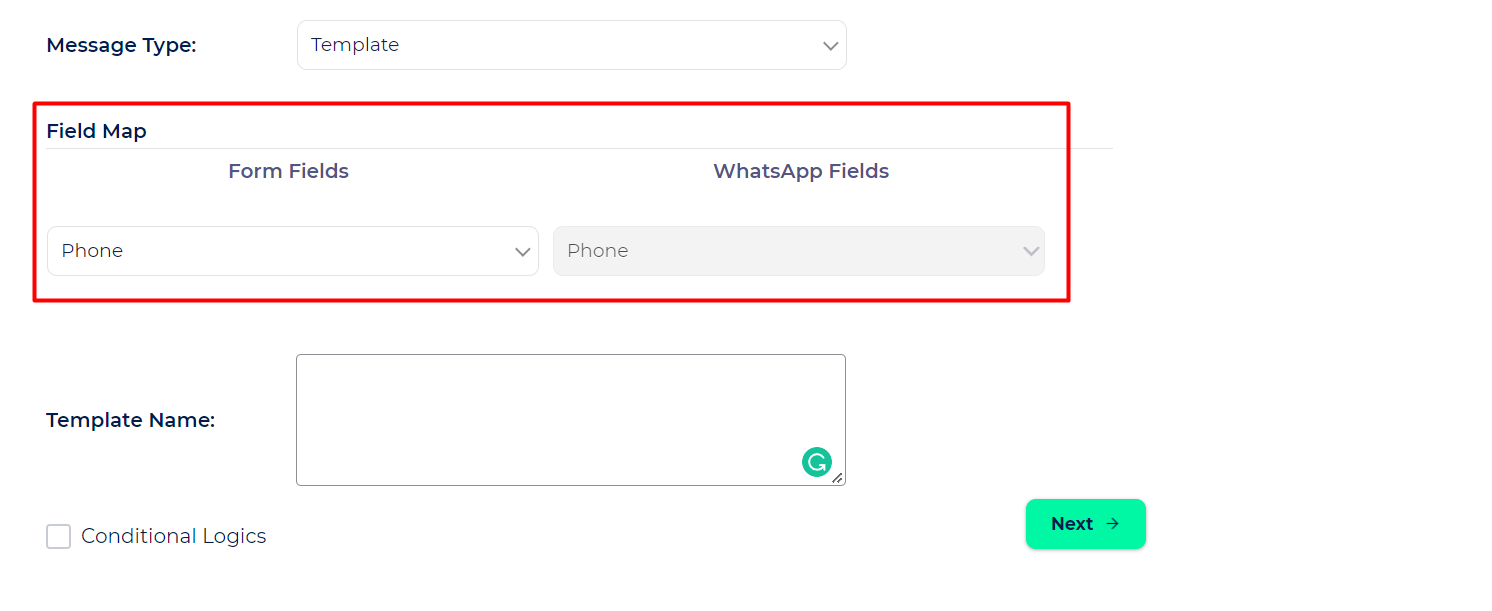 Message Type:
Template
Field Map
Form Fields
WhatsApp Fields
Phone
Phone
Template Name:
Conditional Logics
Next →